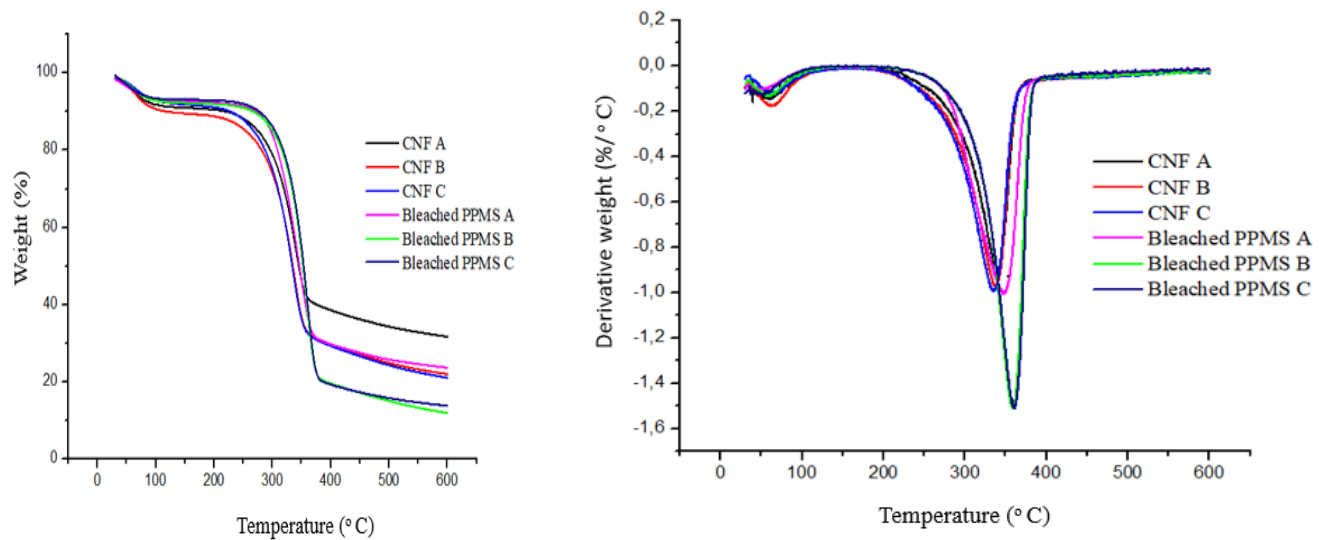 100
80
60
40
20
0
Weight (%)
0 100 200 300 400 500 600
Temperature (° C)
CNF A
CNF B
CNF C
Bleached PPMS A
Bleached PPMS B
Bleached PPMS C
0,2
0,0
-0,2
-0,4
-0,6
-0,8
-1,0
-1,2
-1,4
-1,6
Derivative weight (%/° C)
0 100 200 300 400 500 600
Temperature (° C)
CNF A
CNF B
CNF C
Bleached PPMS A
Bleached PPMS B
Bleached PPMS C